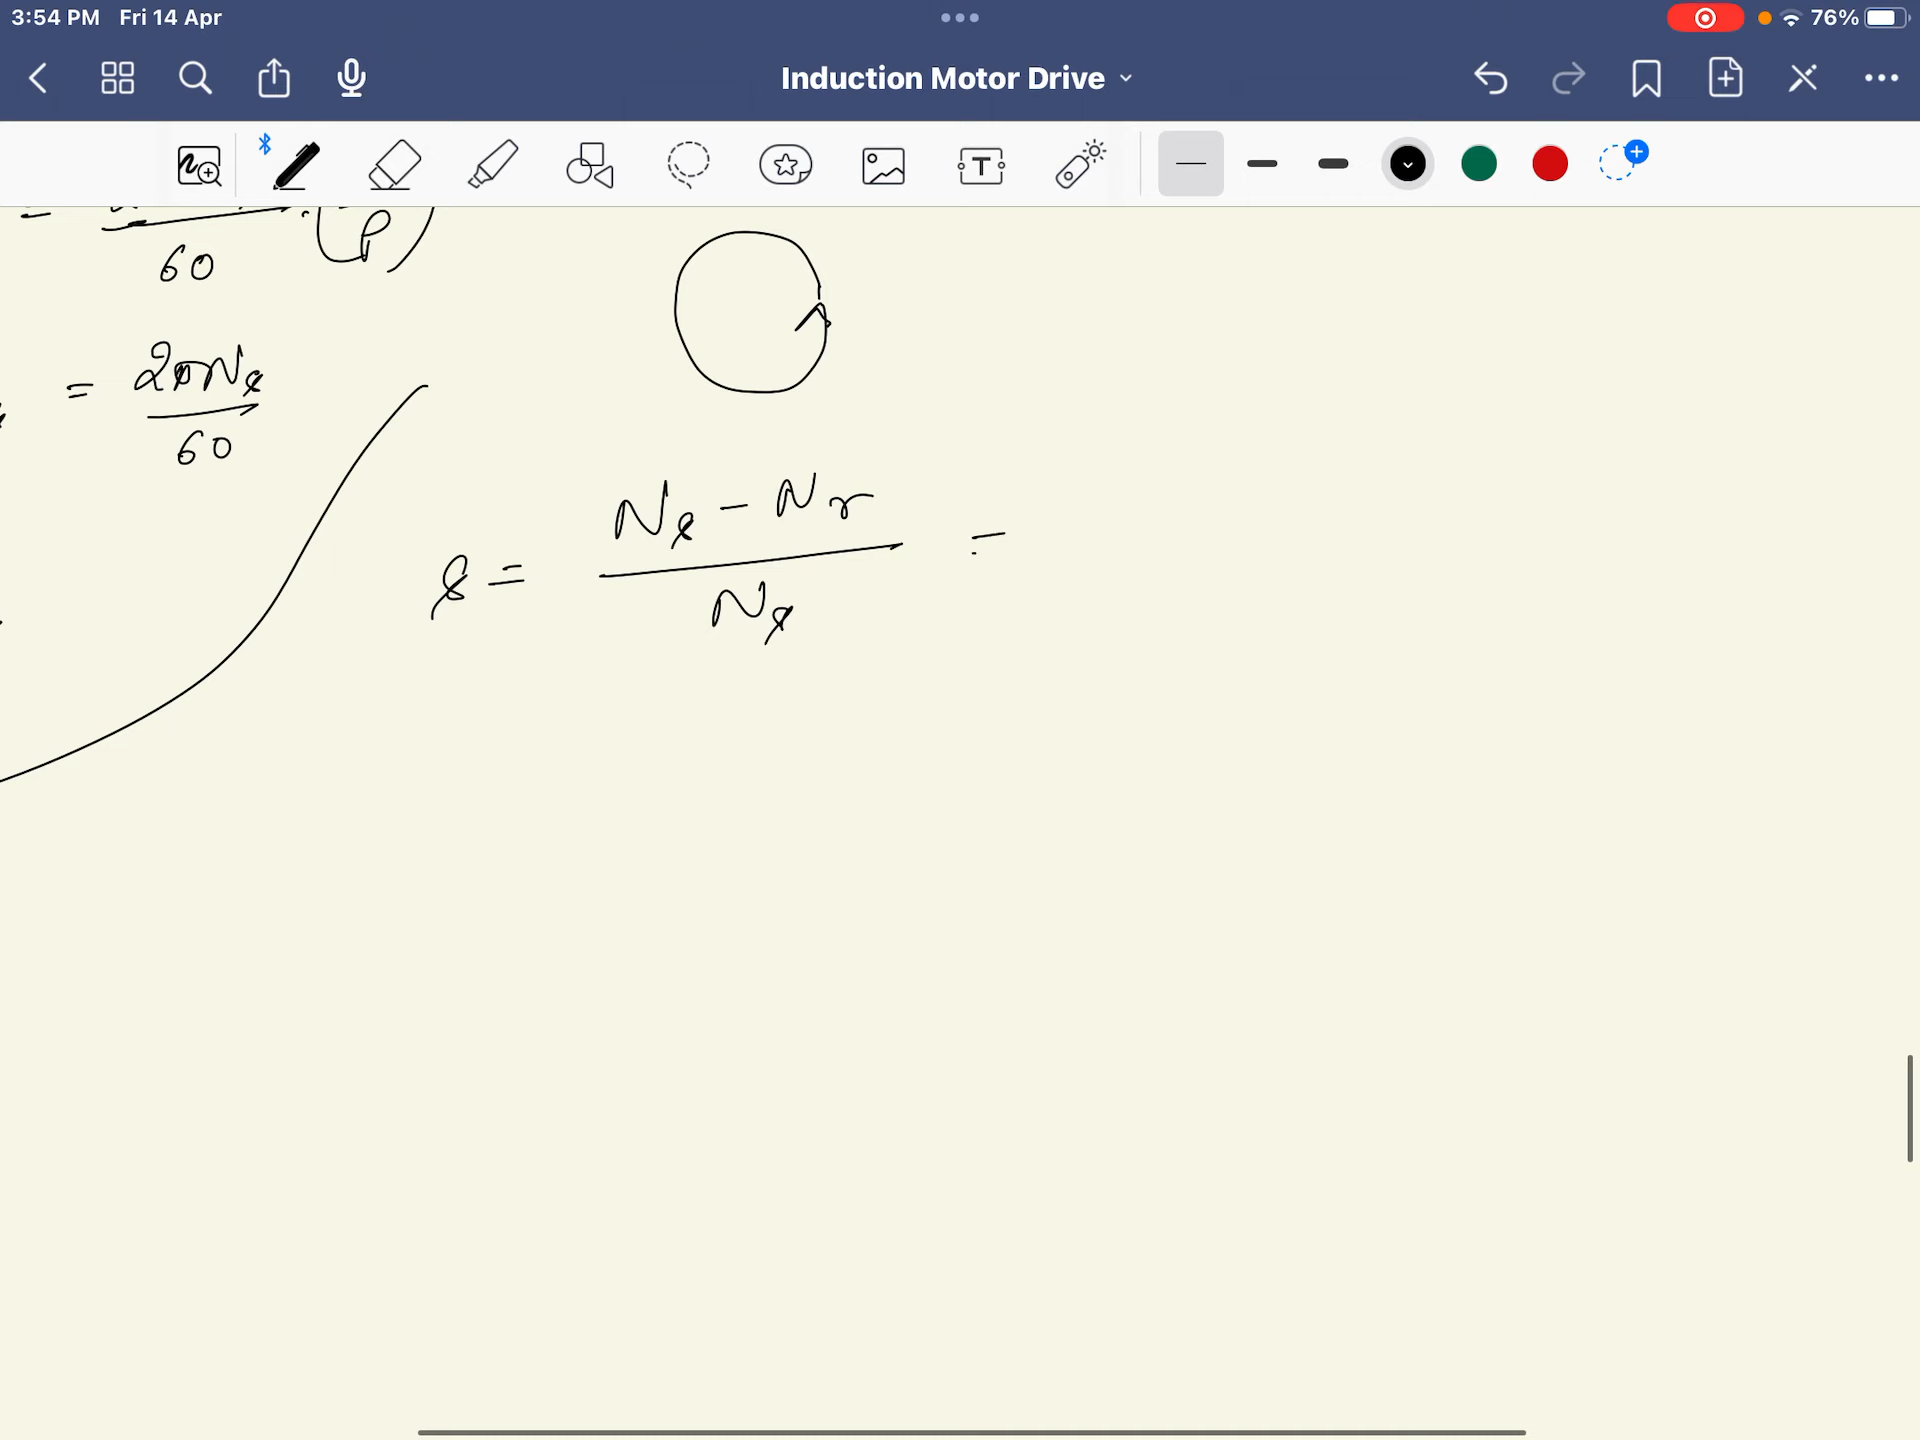 3:54 PM Fri 14 Apr 76%
Induction Motor Drive
T
= 60 (P)
= 2πNs / 60
s = Ns - Nr / Ns =